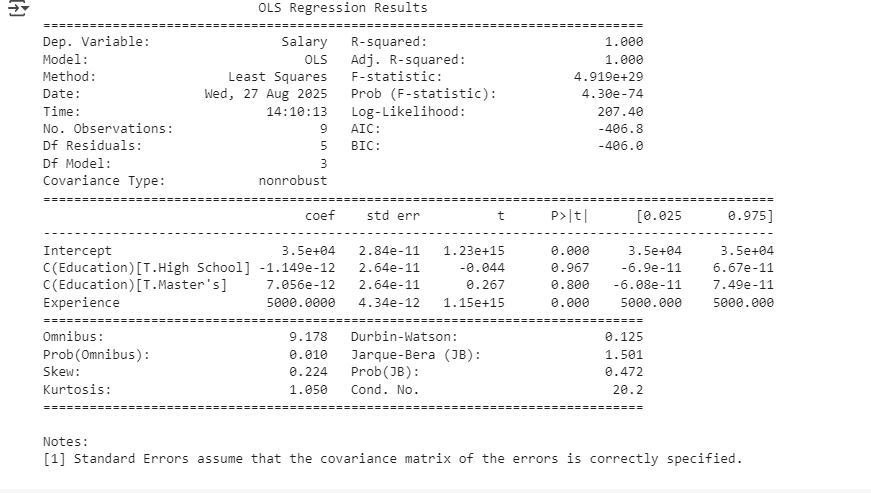 OLS Regression Results
==============================================================================
Dep. Variable:                 Salary   R-squared:                       1.000
Model:                            OLS   Adj. R-squared:                  1.000
Method:                 Least Squares   F-statistic:                 4.919e+29
Date:                Wed, 27 Aug 2025   Prob (F-statistic):           4.30e-74
Time:                        14:10:13   Log-Likelihood:                 207.40
No. Observations:                   9   AIC:                            -406.8
Df Residuals:                       5   BIC:                            -406.0
Df Model:                           3
Covariance Type:            nonrobust
===============================================================================================
coef    std err          t      P>|t|      [0.025      0.975]
-----------------------------------------------------------------------------------------------
Intercept                     3.5e+04   2.84e-11   1.23e+15      0.000     3.5e+04     3.5e+04
C(Education)[T.High School] -1.149e-12   2.64e-11     -0.044      0.967    -6.9e-11    6.67e-11
C(Education)[T.Master's]     7.056e-12   2.64e-11      0.267      0.800   -6.08e-11    7.49e-11
Experience                   5000.0000   4.34e-12   1.15e+15      0.000    5000.000    5000.000
==============================================================================
Omnibus:                        9.178   Durbin-Watson:                   0.125
Prob(Omnibus):                  0.010   Jarque-Bera (JB):                1.501
Skew:                           0.224   Prob(JB):                        0.472
Kurtosis:                       1.050   Cond. No.                         20.2
==============================================================================
Notes:
[1] Standard Errors assume that the covariance matrix of the errors is correctly specified.